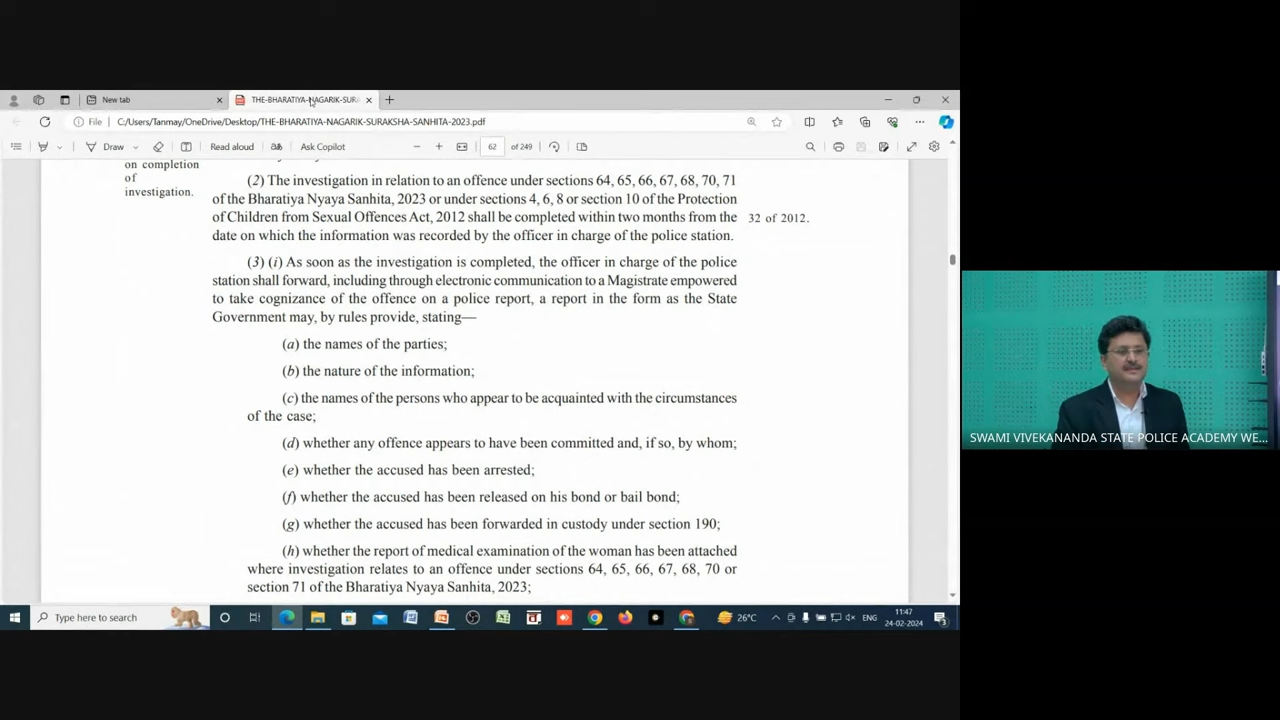 New tab
THE-BHARATIYA-NAGARIK-SURA
File
C:/Users/Tanmay/OneDrive/Desktop/THE-BHARATIYA-NAGARIK-SURAKSHA-SANHITA-2023.pdf
Draw
Read aloud
Ask Copilot
62 of 249
on completion
of
investigation.
(2) The investigation in relation to an offence under sections 64, 65, 66, 67, 68, 70, 71
of the Bharatiya Nyaya Sanhita, 2023 or under sections 4, 6, 8 or section 10 of the Protection
of Children from Sexual Offences Act, 2012 shall be completed within two months from the
date on which the information was recorded by the officer in charge of the police station.
32 of 2012.
(3) (i) As soon as the investigation is completed, the officer in charge of the police
station shall forward, including through electronic communication to a Magistrate empowered
to take cognizance of the offence on a police report, a report in the form as the State
Government may, by rules provide, stating—
(a) the names of the parties;
(b) the nature of the information;
(c) the names of the persons who appear to be acquainted with the circumstances
of the case;
(d) whether any offence appears to have been committed and, if so, by whom;
(e) whether the accused has been arrested;
(f) whether the accused has been released on his bond or bail bond;
(g) whether the accused has been forwarded in custody under section 190;
(h) whether the report of medical examination of the woman has been attached
where investigation relates to an offence under sections 64, 65, 66, 67, 68, 70 or
section 71 of the Bharatiya Nyaya Sanhita, 2023;
SWAMI VIVEKANANDA STATE POLICE ACADEMY WE...
Type here to search
26°C
ENG
11:47
24-02-2024